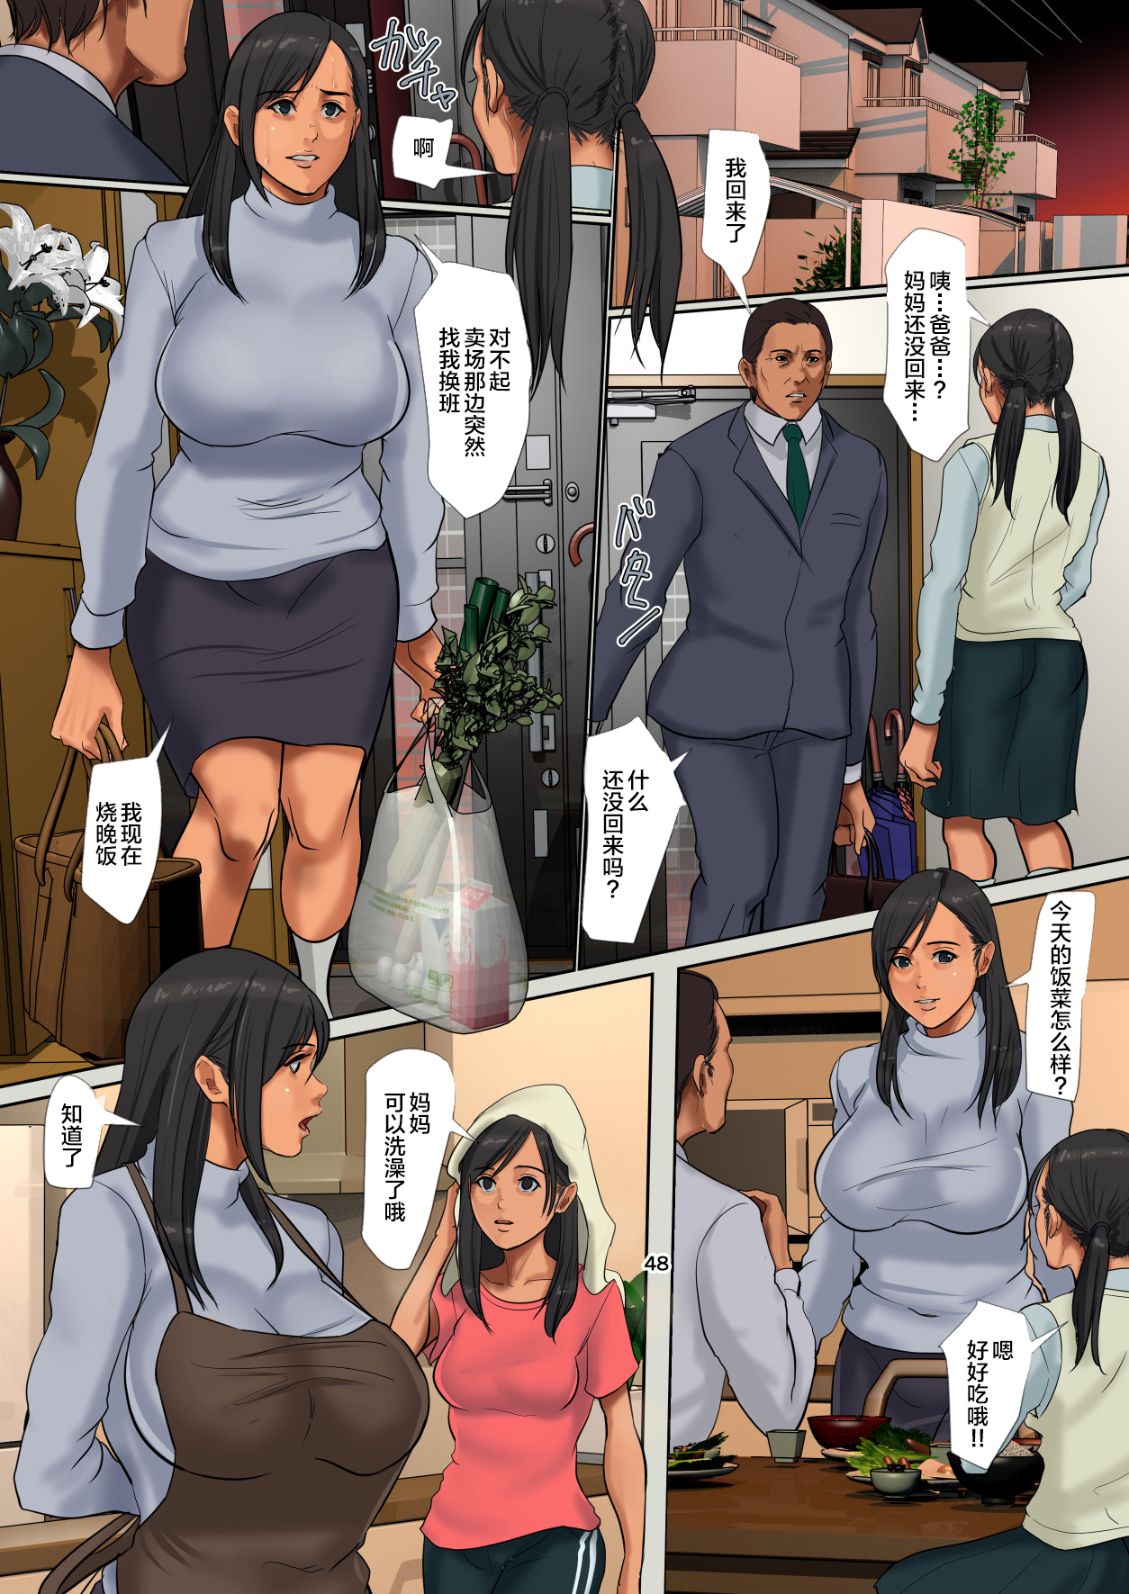 我回来了
咦…爸爸…?
妈妈还没回来…
バタン
什么
还没回来吗?
ガチャ
啊
对不起
卖场那边突然
找我换班
我现在
烧晚饭
今天的饭菜怎么样?
嗯
好好吃哦!!
妈妈
可以洗澡了哦
知道了
48